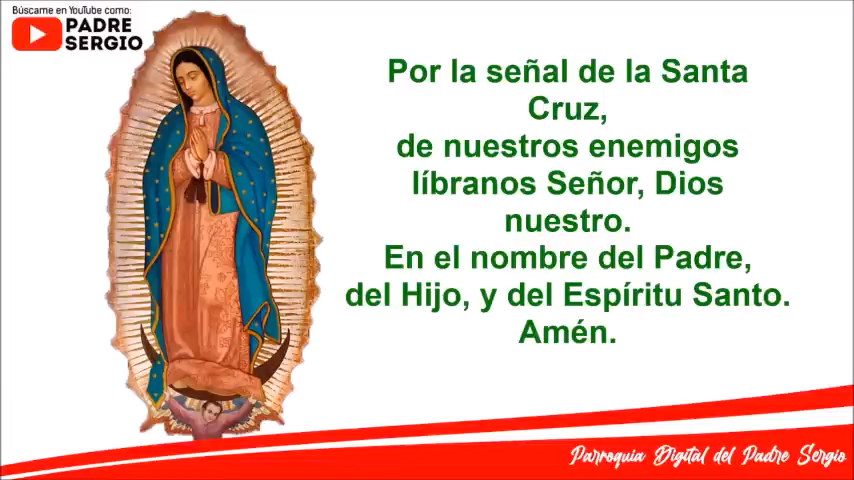 Búscame en YouTube como:
PADRE
SERGIO
Por la señal de la Santa
Cruz,
de nuestros enemigos
líbranos Señor, Dios
nuestro.
En el nombre del Padre,
del Hijo, y del Espíritu Santo.
Amén.
Parroquia Digital del Padre Sergio